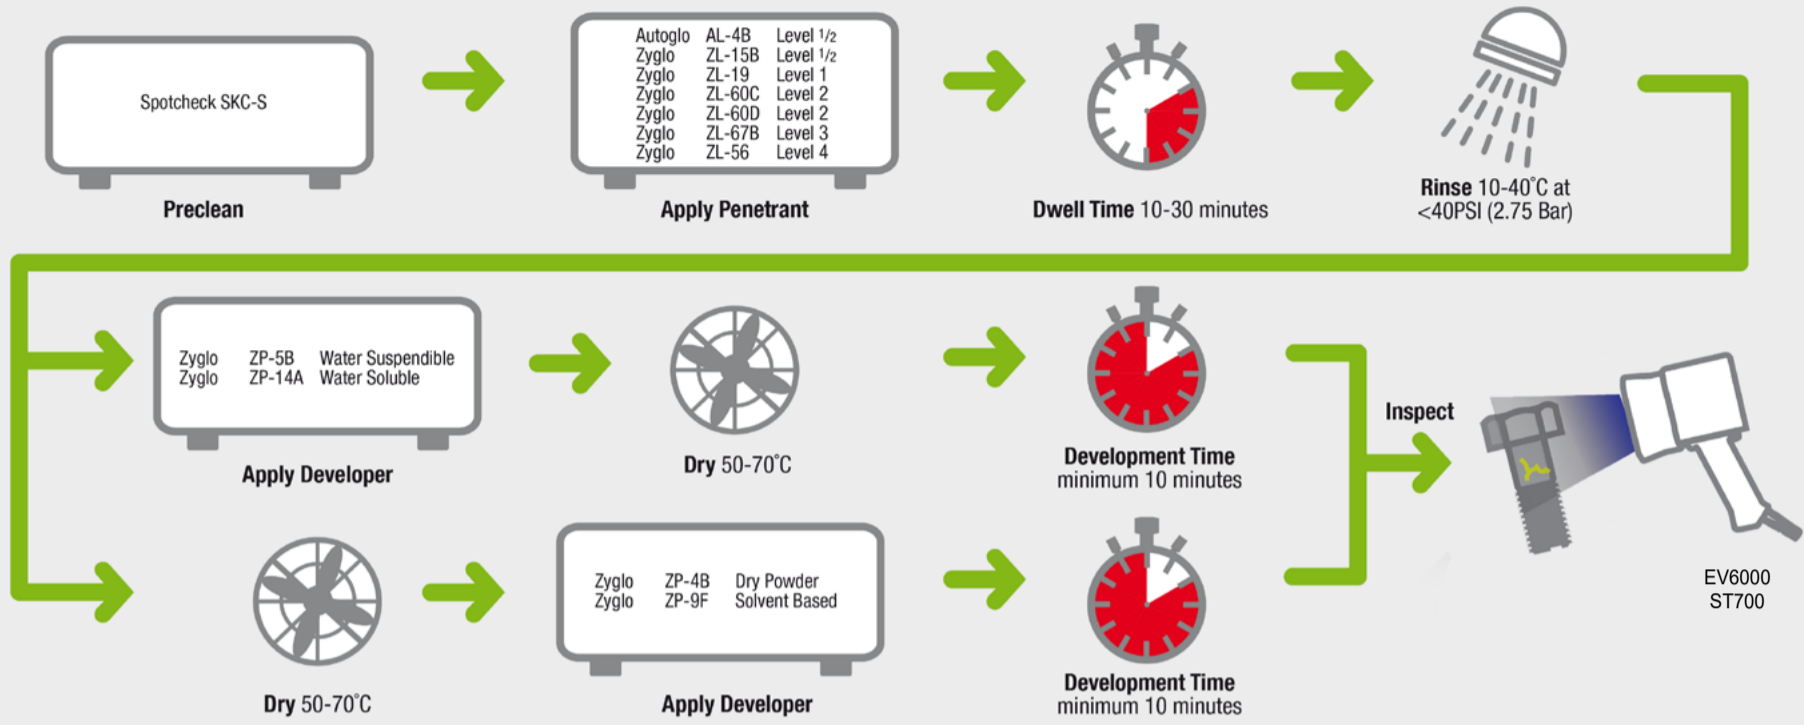 Spotcheck SKC-S
Preclean
Autoglo AL-4B Level 1/2
Zyglo ZL-15B Level 1/2
Zyglo ZL-19 Level 1
Zyglo ZL-60C Level 2
Zyglo ZL-60D Level 2
Zyglo ZL-67B Level 3
Zyglo ZL-56 Level 4
Apply Penetrant
Dwell Time 10-30 minutes
Rinse 10-40°C at
<40PSI (2.75 Bar)
Zyglo ZP-5B Water Suspendible
Zyglo ZP-14A Water Soluble
Apply Developer
Dry 50-70°C
Development Time
minimum 10 minutes
Inspect
Dry 50-70°C
Zyglo ZP-4B Dry Powder
Zyglo ZP-9F Solvent Based
Apply Developer
Development Time
minimum 10 minutes
EV6000
ST700